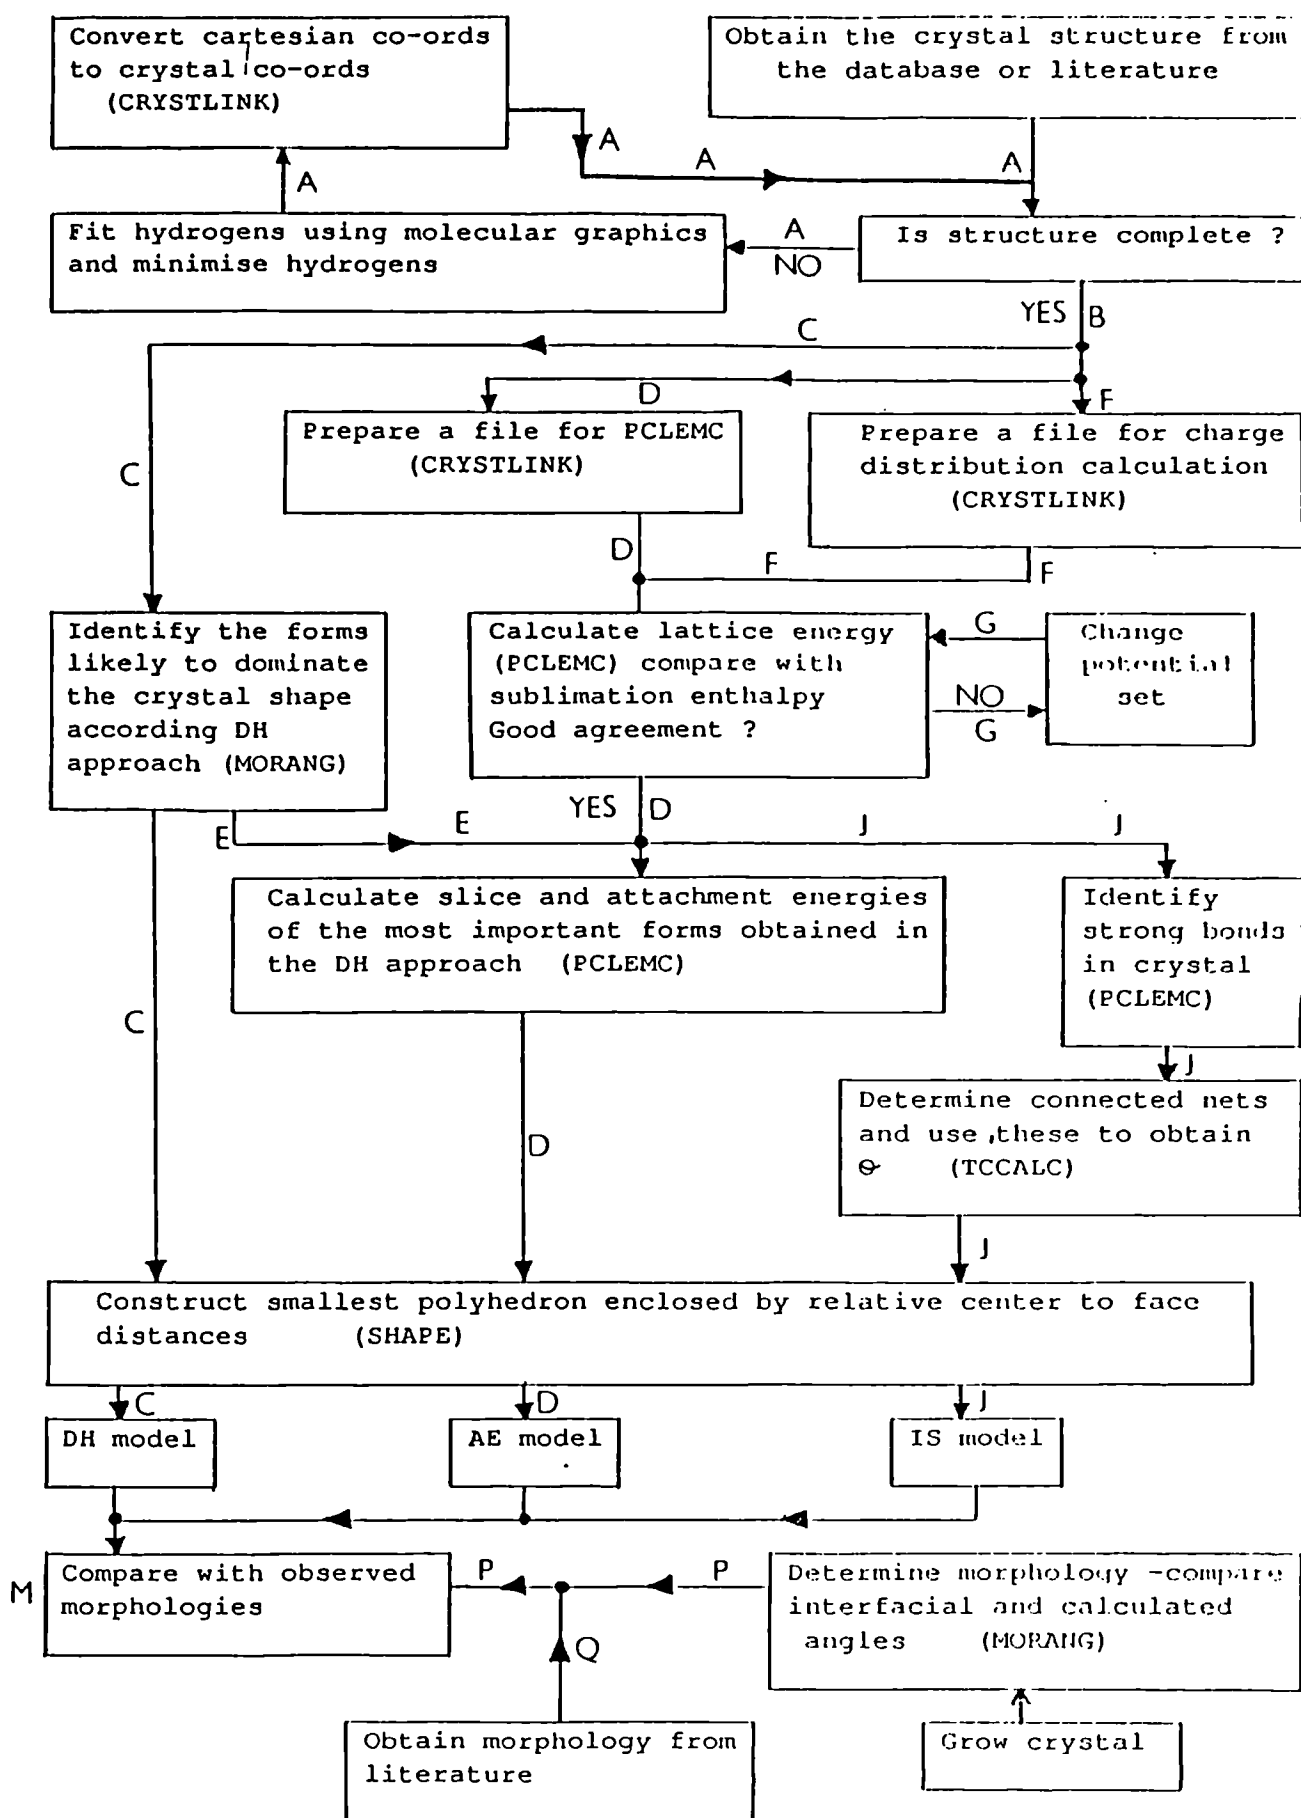 Convert cartesian co-ords
to crystal co-ords
(CRYSTLINK)
Obtain the crystal structure from
the database or literature
A
A
A
A
Fit hydrogens using molecular graphics
and minimise hydrogens
A
NO
Is structure complete ?
YES B
C
D
F
Prepare a file for PCLEMC
(CRYSTLINK)
Prepare a file for charge
distribution calculation
(CRYSTLINK)
C
D
F
F
Identify the forms
likely to dominate
the crystal shape
according DH
approach (MORANG)
Calculate lattice energy
(PCLEMC) compare with
sublimation enthalpy
Good agreement ?
G
NO
G
Change
potential
set
YES D
E
E
J
J
Calculate slice and attachment energies
of the most important forms obtained in
the DH approach (PCLEMC)
Identify
strong bonds
in crystal
(PCLEMC)
C
J
Determine connected nets
and use these to obtain
Θ (TCCALC)
D
J
Construct smallest polyhedron enclosed by relative center to face
distances (SHAPE)
C
D
J
DH model
AE model
IS model
M
Compare with observed
morphologies
P
P
Determine morphology -compare
interfacial and calculated
angles (MORANG)
Q
Obtain morphology from
literature
Grow crystal